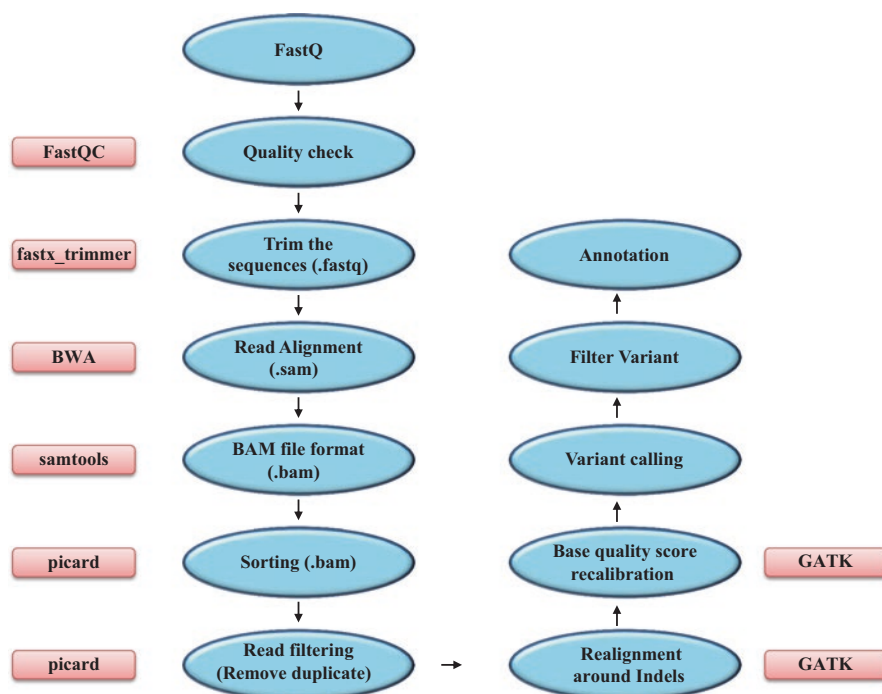 FastQ
FastQC
Quality check
fastx_trimmer
Trim the
sequences (.fastq)
BWA
Read Alignment
(.sam)
samtools
BAM file format
(.bam)
picard
Sorting (.bam)
picard
Read filtering
(Remove duplicate)
Realignment
around Indels
GATK
Base quality score
recalibration
GATK
Variant calling
Filter Variant
Annotation